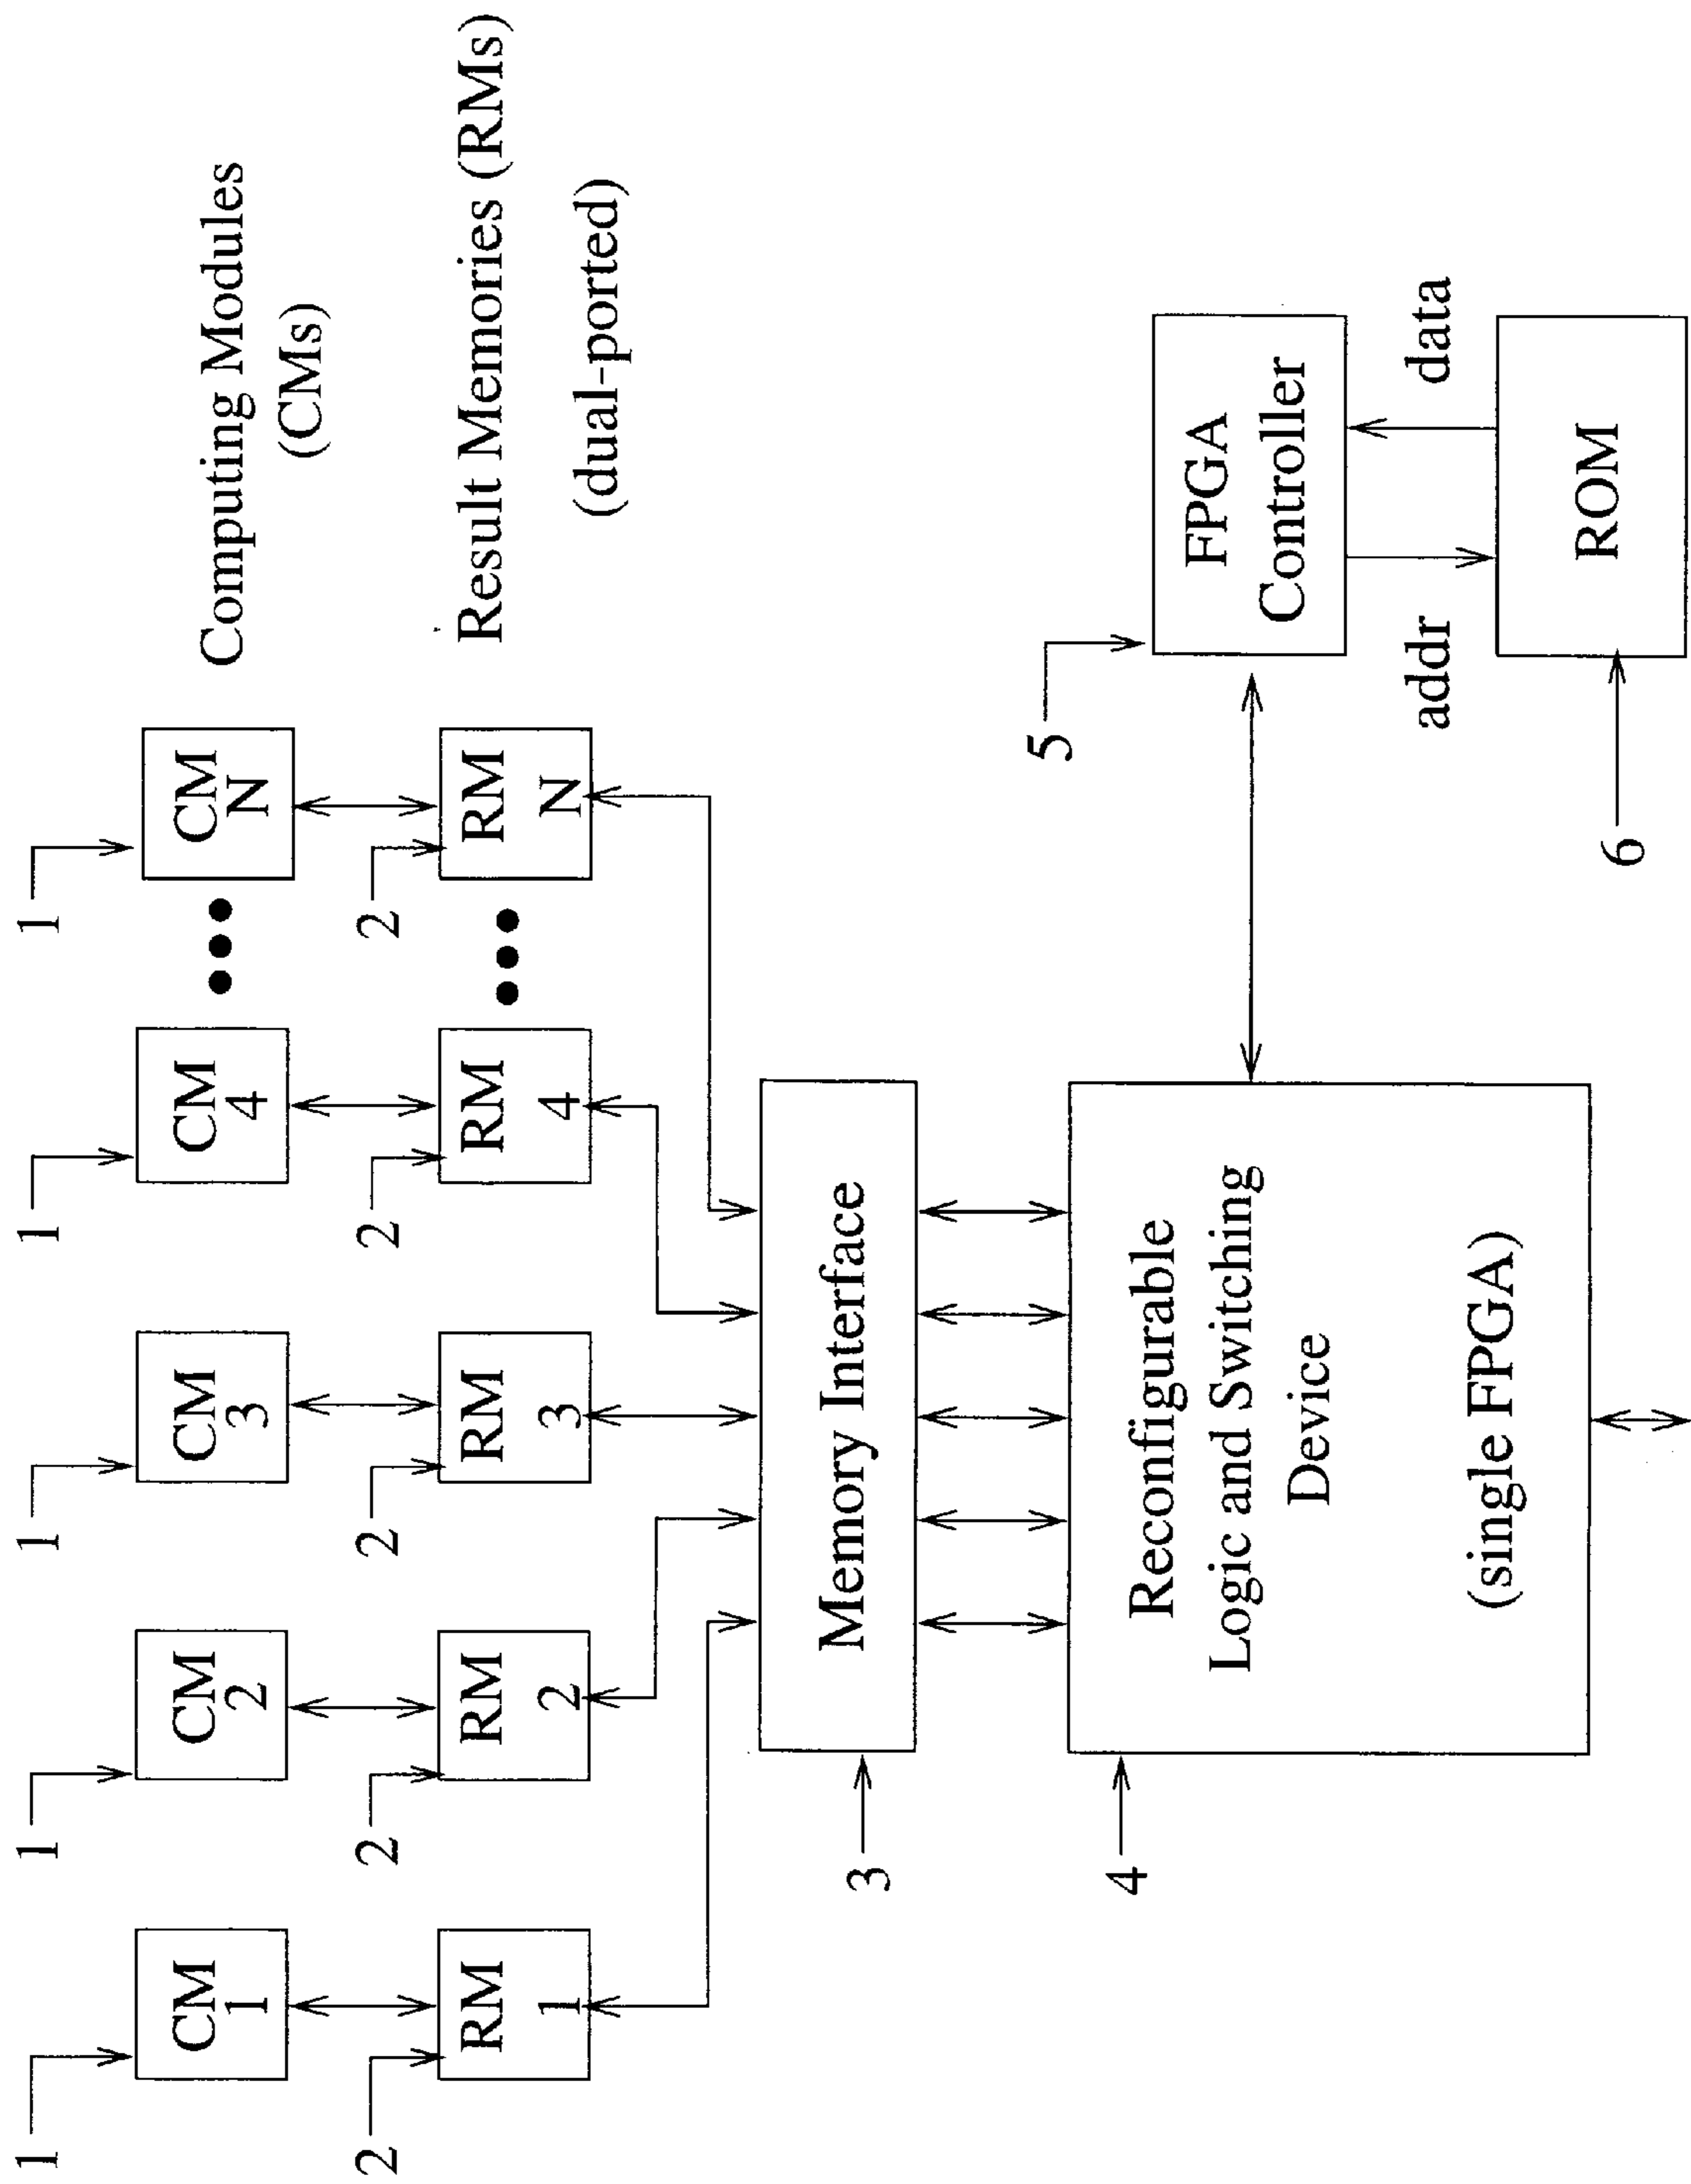 1 1 1 1 1
CM 1
CM 2
CM 3
CM 4
CM N
Computing Modules
(CMs)
2 2 2 2 2
RM 1
RM 2
RM 3
RM 4
RM N
Result Memories (RMs)
(dual-ported)
3
Memory Interface
4
Reconfigurable
Logic and Switching
Device
(single FPGA)
5
FPGA
Controller
addr
data
6
ROM